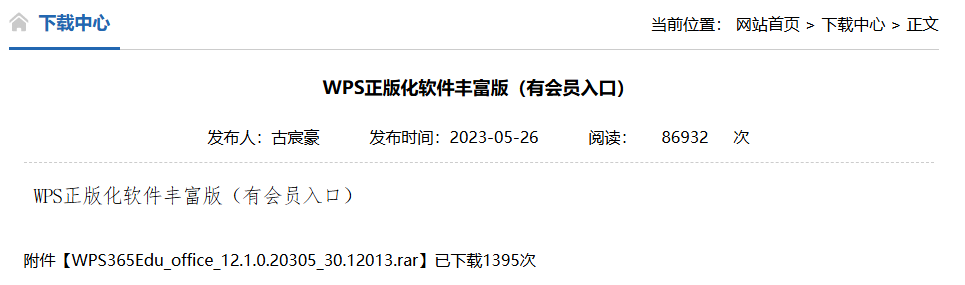 下载中心
当前位置： 网站首页 > 下载中心 > 正文
WPS正版化软件丰富版（有会员入口）
发布人：古宸豪 发布时间：2023-05-26 阅读： 86932 次
WPS正版化软件丰富版（有会员入口）
附件【WPS365Edu_office_12.1.0.20305_30.12013.rar】已下载1395次